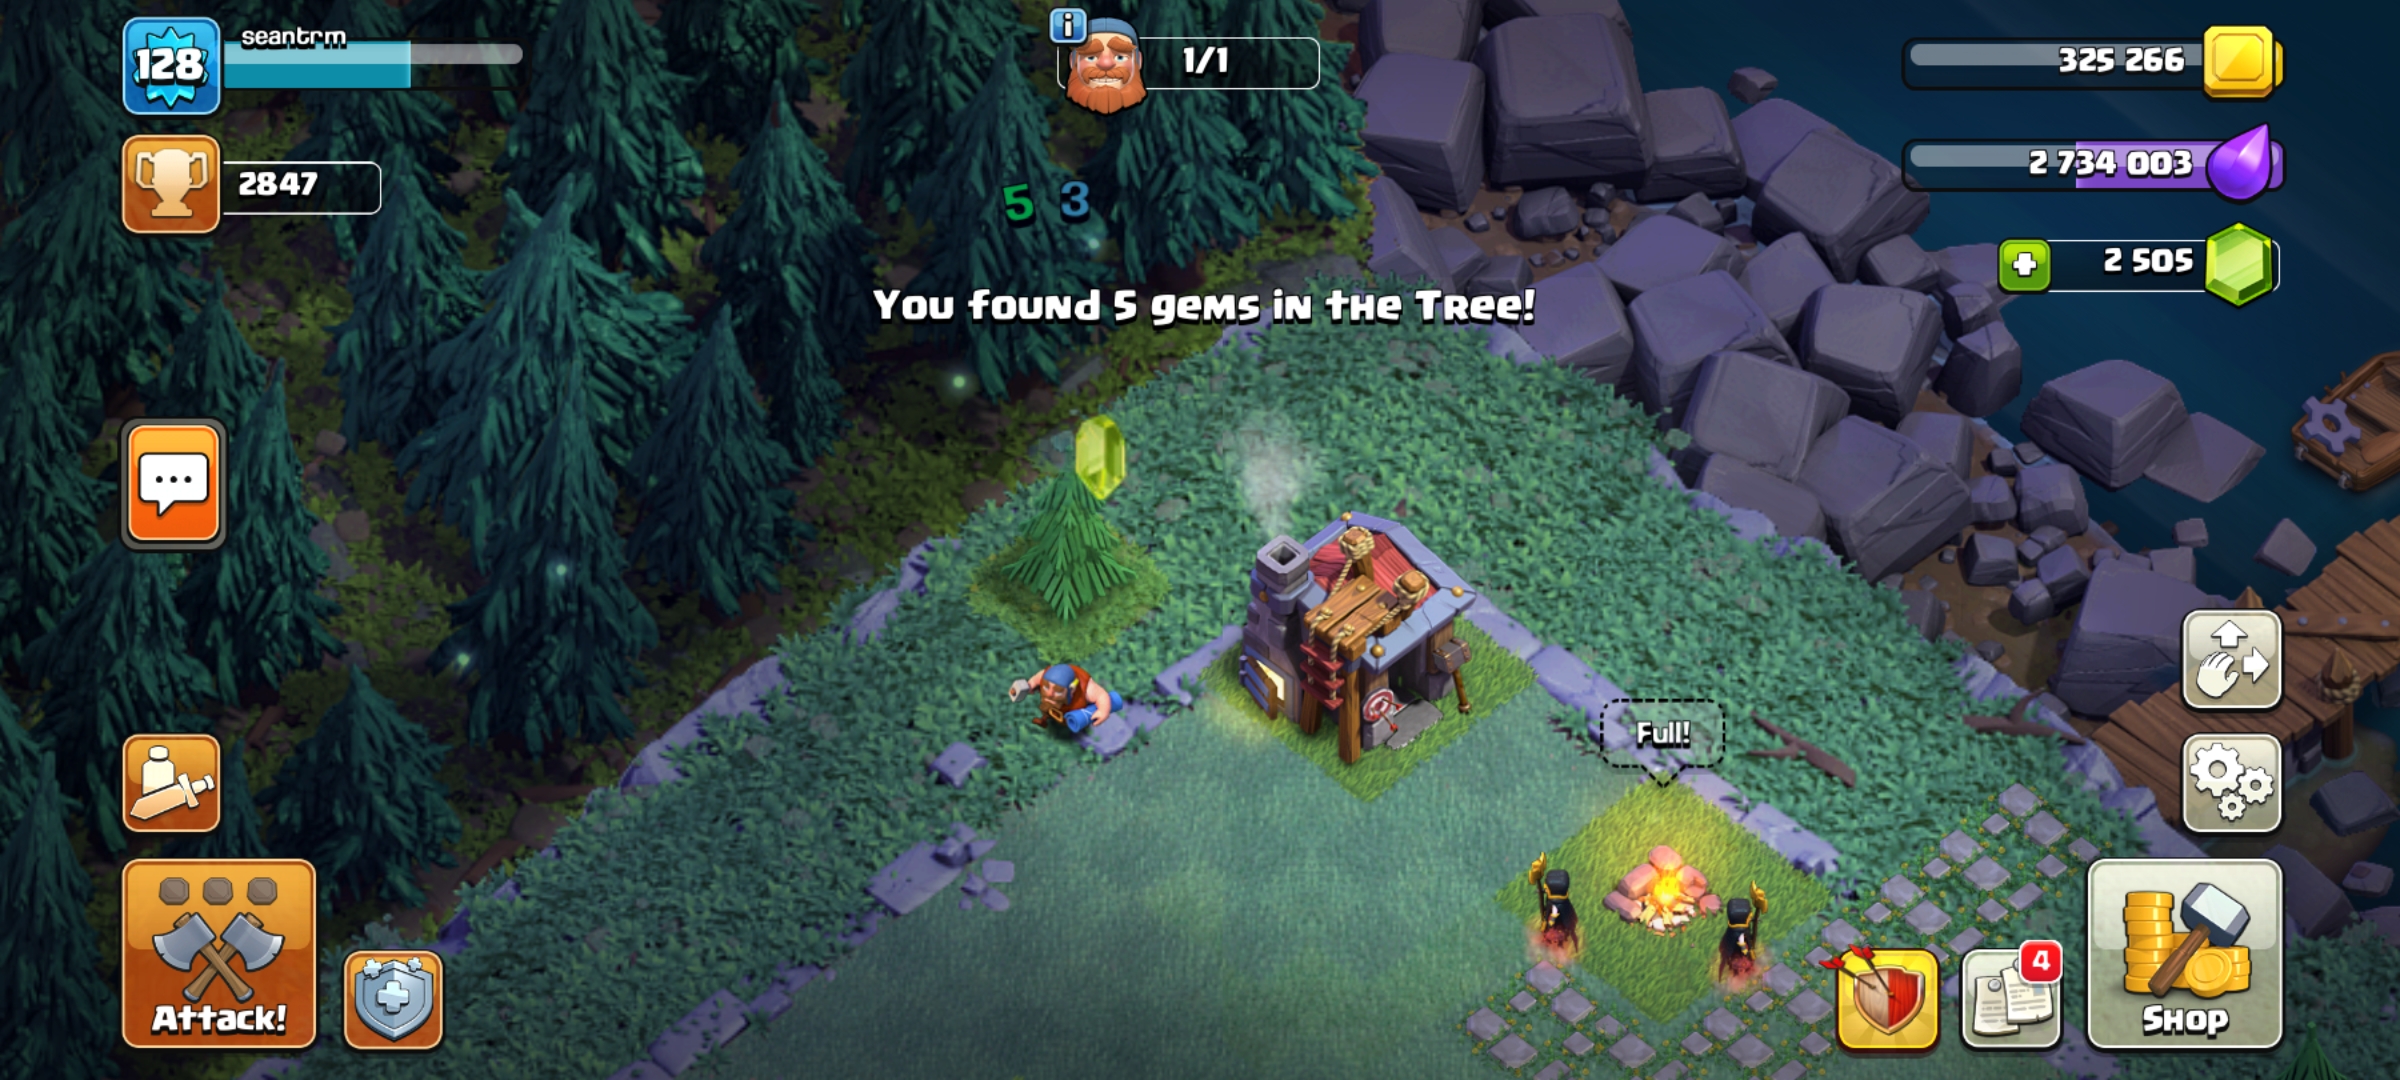 128
seantrm
i
1/1
325 266
2847
2 734 003
5 3
2 505
You found 5 gems in the Tree!
Full!
4
Attack!
Shop